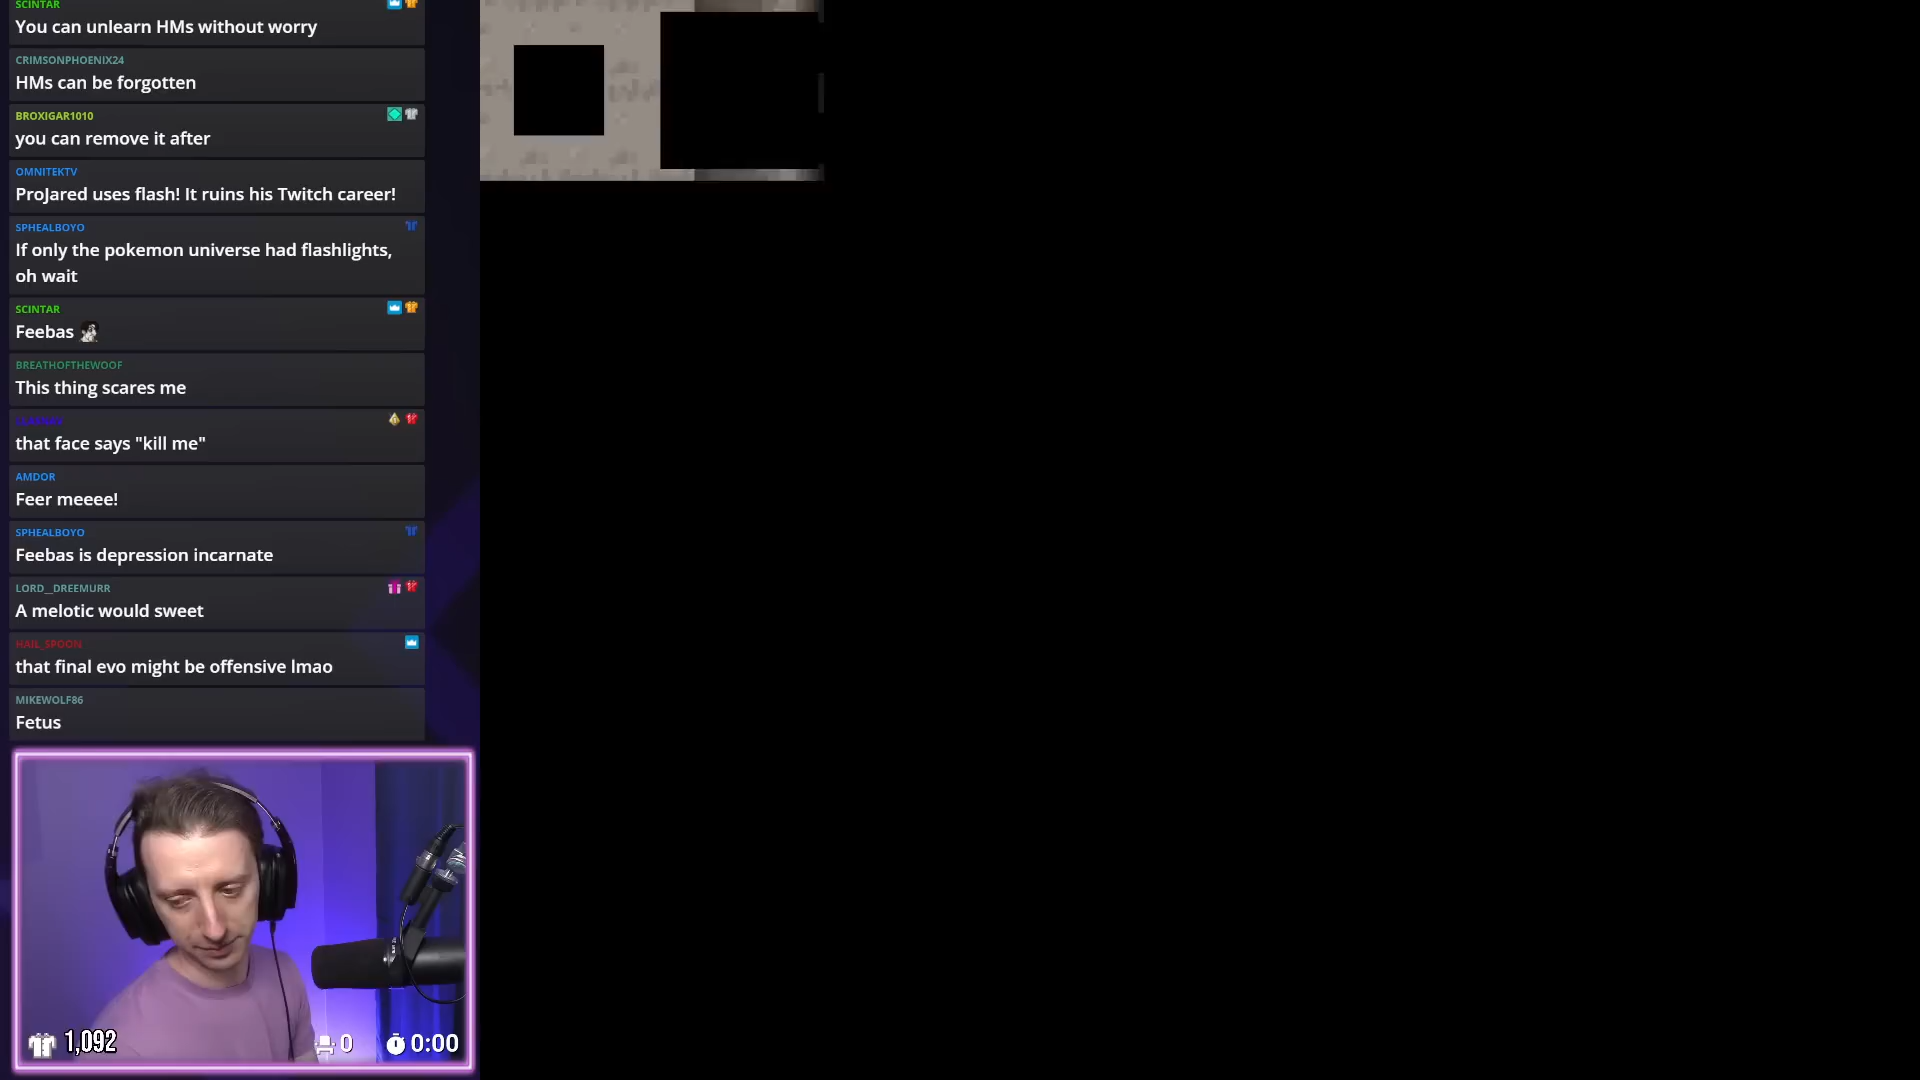 SCINTAR
You can unlearn HMs without worry
CRIMSONPHOENIX24
HMs can be forgotten
BROXIGAR1010
you can remove it after
OMNITEKTV
ProJared uses flash! It ruins his Twitch career!
SPHEALBOYO
If only the pokemon universe had flashlights,
oh wait
SCINTAR
Feebas
BREATHOFTHEWOOF
This thing scares me
that face says "kill me"
AMDOR
Feer meeee!
SPHEALBOYO
Feebas is depression incarnate
LORD__DREEMURR
A melotic would sweet
HAIL_SPOON
that final evo might be offensive lmao
MIKEWOLF86
Fetus
1,092
0
0:00